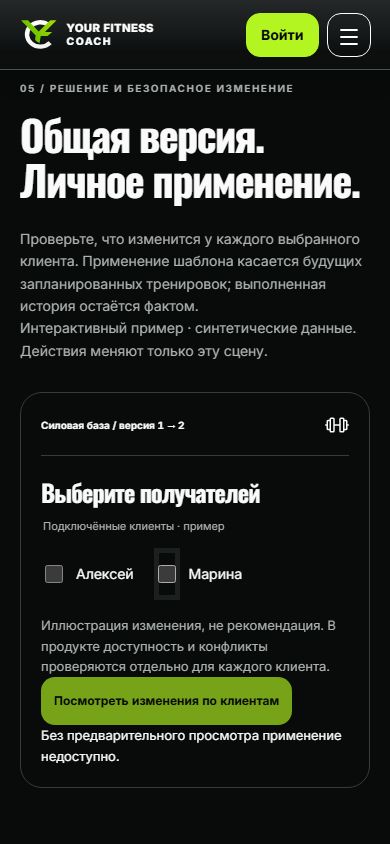 YOUR FITNESS
COACH
Войти
05 / РЕШЕНИЕ И БЕЗОПАСНОЕ ИЗМЕНЕНИЕ
Общая версия.
Личное применение.
Проверьте, что изменится у каждого выбранного
клиента. Применение шаблона касается будущих
запланированных тренировок; выполненная
история остаётся фактом.
Интерактивный пример · синтетические данные.
Действия меняют только эту сцену.
Силовая база / версия 1 → 2
Выберите получателей
Подключённые клиенты · пример
Алексей
Марина
Иллюстрация изменения, не рекомендация. В
продукте доступность и конфликты
проверяются отдельно для каждого клиента.
Посмотреть изменения по клиентам
Без предварительного просмотра применение
недоступно.